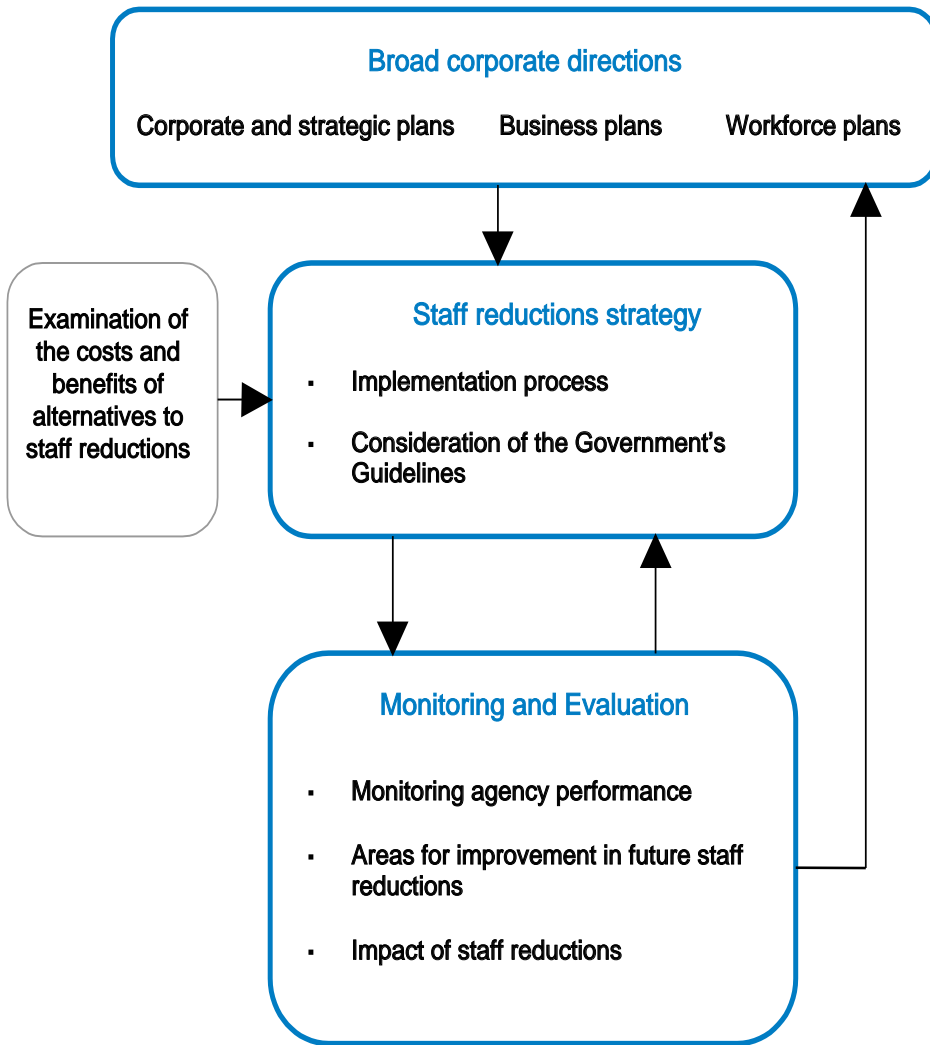 Broad corporate directions
Corporate and strategic plans Business plans Workforce plans
Examination of
the costs and
benefits of
alternatives to
staff reductions
Staff reductions strategy
▪ Implementation process
▪ Consideration of the Government’s
Guidelines
Monitoring and Evaluation
▪ Monitoring agency performance
▪ Areas for improvement in future staff
reductions
▪ Impact of staff reductions